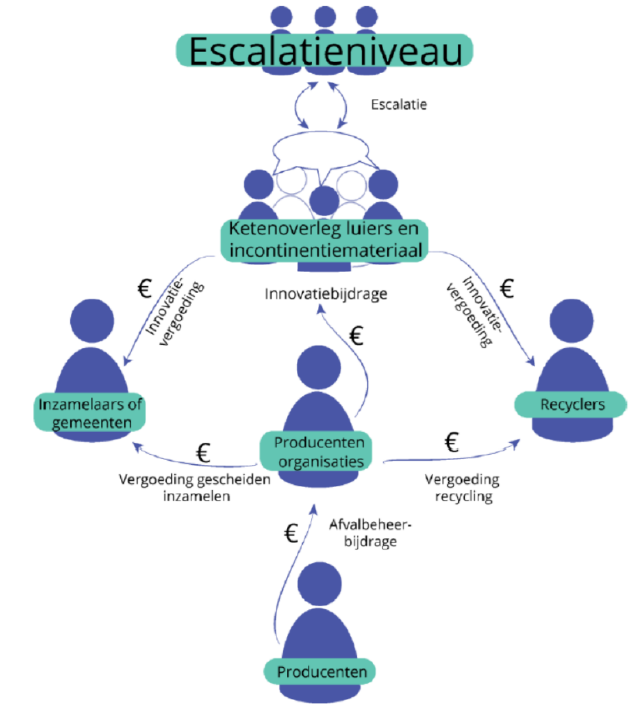 Escalatieniveau
Escalatie
Ketenoverleg luiers en
incontinentiemateriaal
€
Innovatie-
vergoeding
Innovatiebijdrage
€
Innovatie-
vergoeding
€
Inzamelaars of
gemeenten
Recyclers
Producenten
organisaties
€
Vergoeding gescheiden
inzamelen
€
Vergoeding
recycling
€
Afvalbeheer-
bijdrage
Producenten